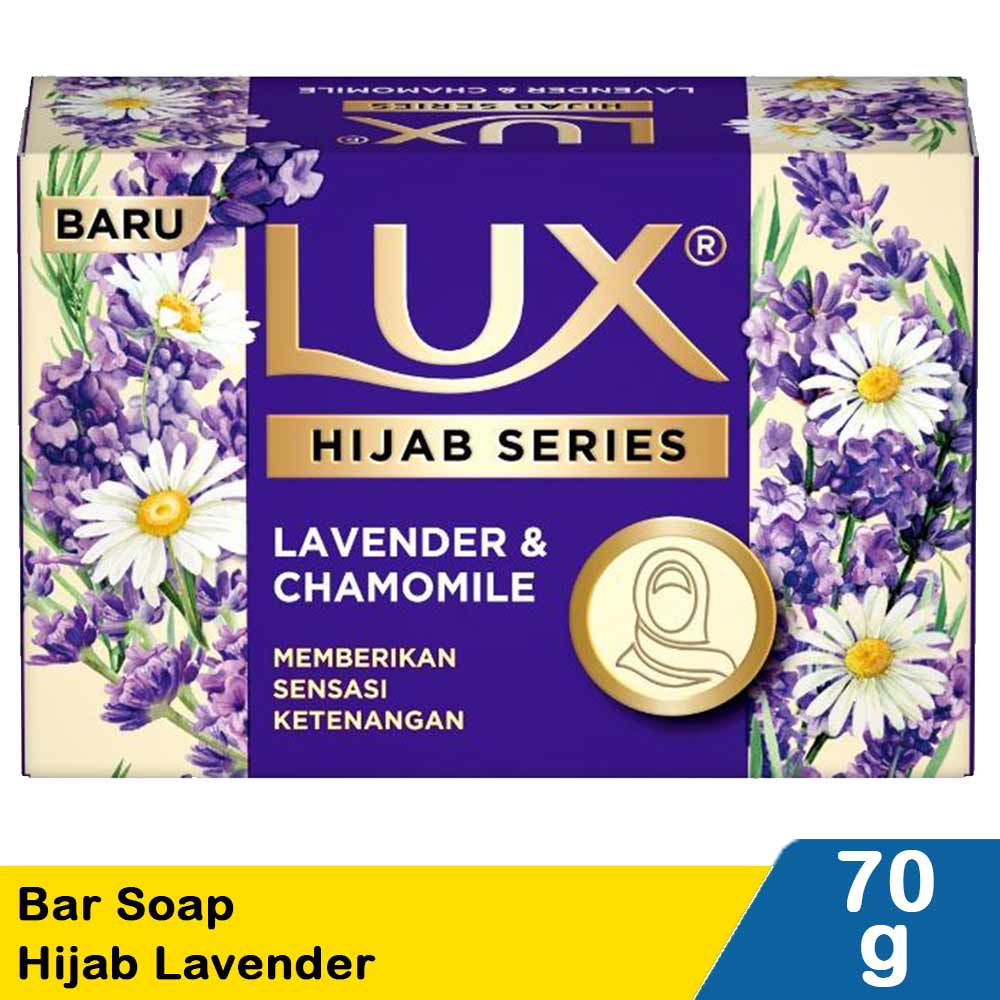 LAVENDER & CHAMOMILE
HIJAB SERIES
LUX®
BARU
LUX®
HIJAB SERIES
LAVENDER &
CHAMOMILE
MEMBERIKAN
SENSASI
KETENANGAN
Bar Soap
Hijab Lavender
70
g